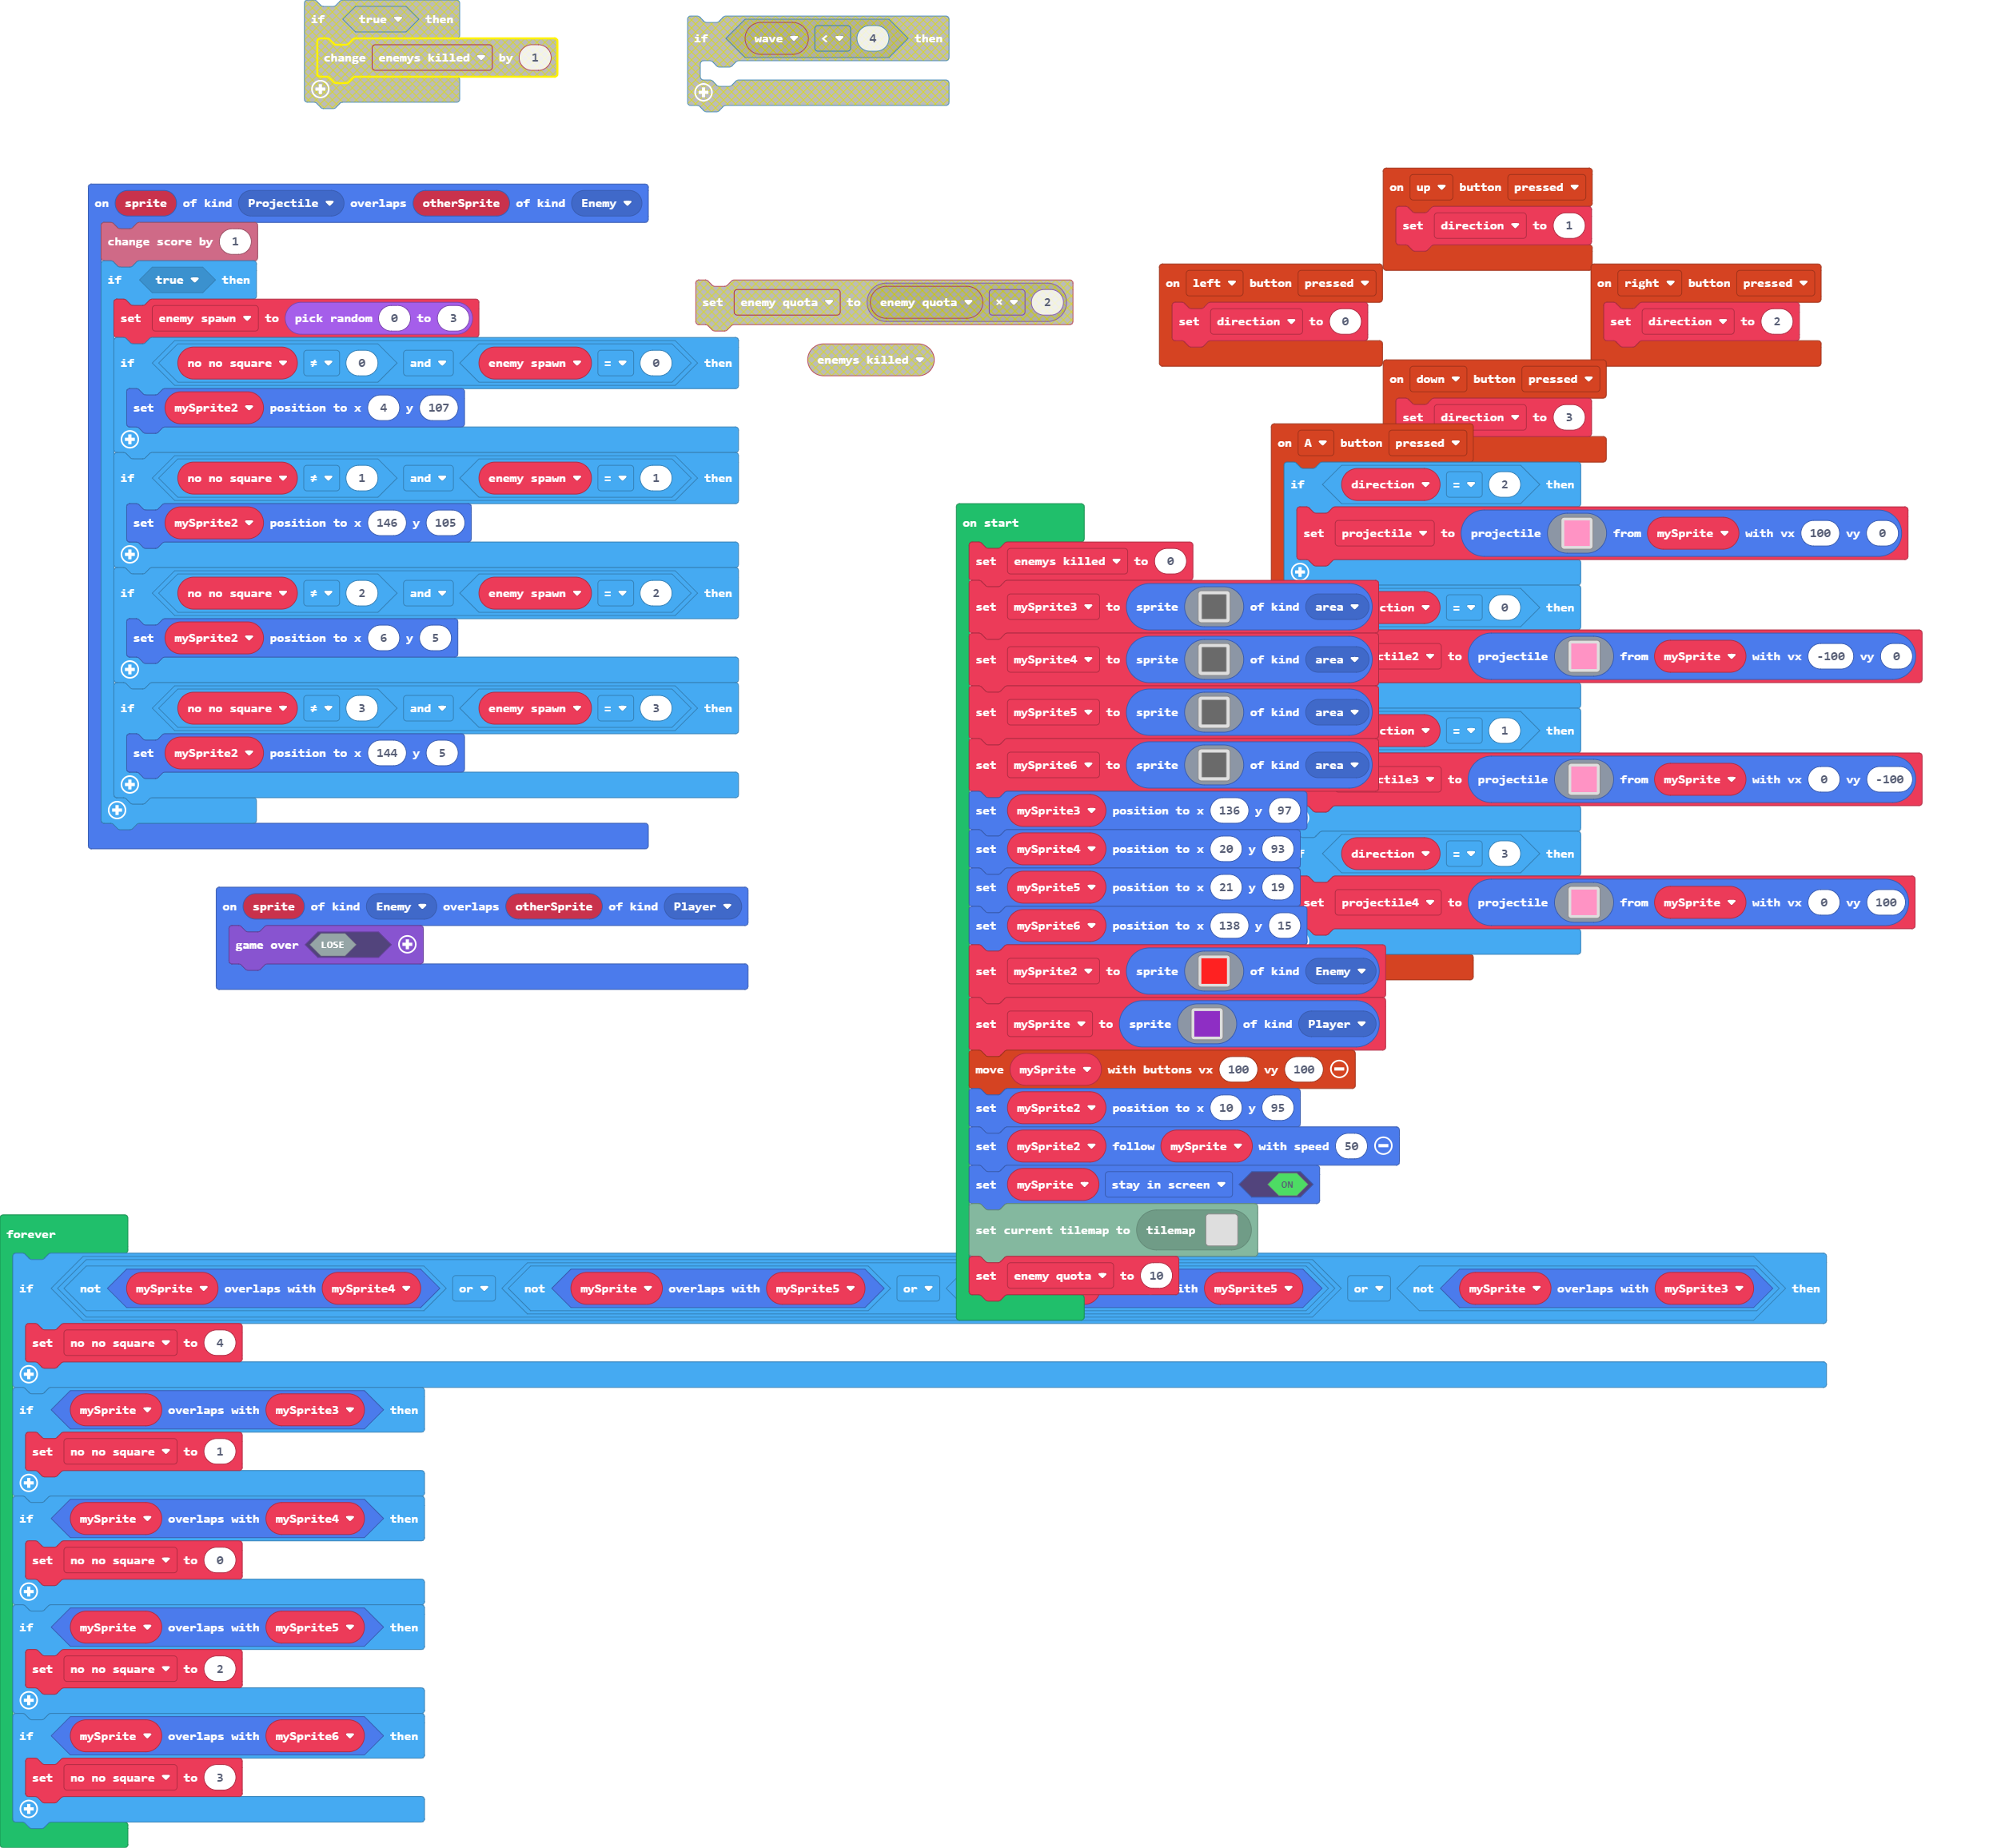 if true then
change enemys killed by 1
if wave < 4 then
on sprite of kind Projectile overlaps otherSprite of kind Enemy
change score by 1
if true then
set enemy spawn to pick random 0 to 3
if no no square ≠ 0 and enemy spawn = 0 then
set mySprite2 position to x 4 y 107
if no no square ≠ 1 and enemy spawn = 1 then
set mySprite2 position to x 146 y 105
if no no square ≠ 2 and enemy spawn = 2 then
set mySprite2 position to x 6 y 5
if no no square ≠ 3 and enemy spawn = 3 then
set mySprite2 position to x 144 y 5
set enemy quota to enemy quota × 2
enemys killed
on up button pressed
set direction to 1
on left button pressed
set direction to 0
on right button pressed
set direction to 2
on down button pressed
set direction to 3
on A button pressed
if direction = 2 then
set projectile to projectile from mySprite with vx 100 vy 0
ction = 0 then
ctile2 to projectile from mySprite with vx -100 vy 0
ction = 1 then
ctile3 to projectile from mySprite with vx 0 vy -100
direction = 3 then
set projectile4 to projectile from mySprite with vx 0 vy 100
on start
set enemys killed to 0
set mySprite3 to sprite of kind area
set mySprite4 to sprite of kind area
set mySprite5 to sprite of kind area
set mySprite6 to sprite of kind area
set mySprite3 position to x 136 y 97
set mySprite4 position to x 20 y 93
set mySprite5 position to x 21 y 19
set mySprite6 position to x 138 y 15
set mySprite2 to sprite of kind Enemy
set mySprite to sprite of kind Player
move mySprite with buttons vx 100 vy 100
set mySprite2 position to x 10 y 95
set mySprite2 follow mySprite with speed 50
set mySprite stay in screen ON
set current tilemap to tilemap
set enemy quota to 10
on sprite of kind Enemy overlaps otherSprite of kind Player
game over LOSE
forever
if not mySprite overlaps with mySprite4 or not mySprite overlaps with mySprite5 or ith mySprite5 or not mySprite overlaps with mySprite3 then
set no no square to 4
if mySprite overlaps with mySprite3 then
set no no square to 1
if mySprite overlaps with mySprite4 then
set no no square to 0
if mySprite overlaps with mySprite5 then
set no no square to 2
if mySprite overlaps with mySprite6 then
set no no square to 3